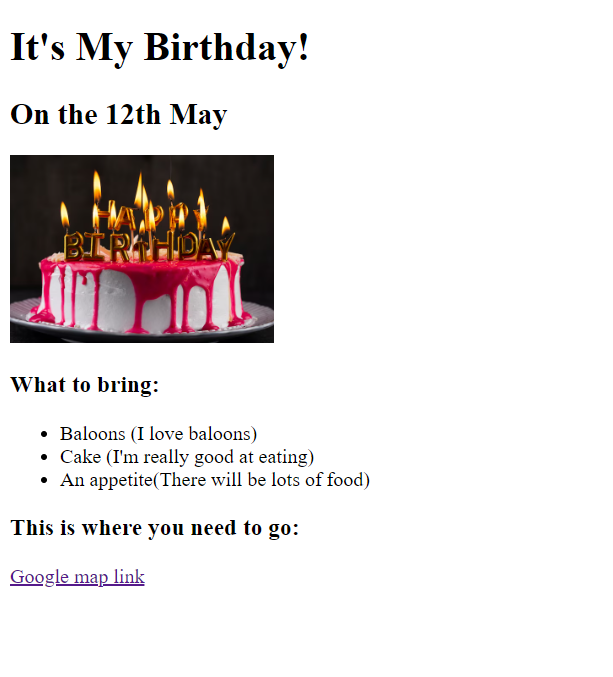 It's My Birthday!
On the 12th May
HAPPY
BIRTHDAY
What to bring:
Baloons (I love baloons)
Cake (I'm really good at eating)
An appetite(There will be lots of food)
This is where you need to go:
Google map link